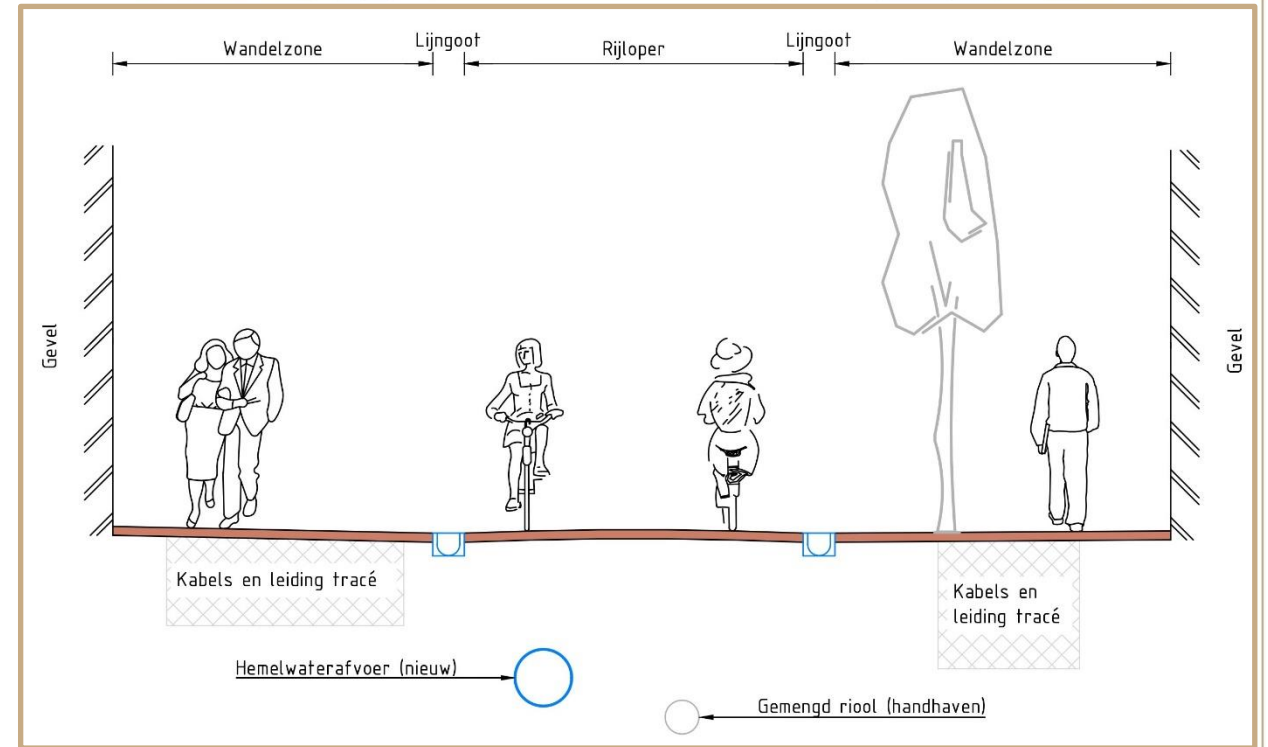 Wandelzone
Lijngoot
Rijloper
Lijngoot
Wandelzone
Gevel
Gevel
Kabels en leiding tracé
Kabels en
leiding tracé
Hemelwaterafvoer (nieuw)
Gemengd riool (handhaven)